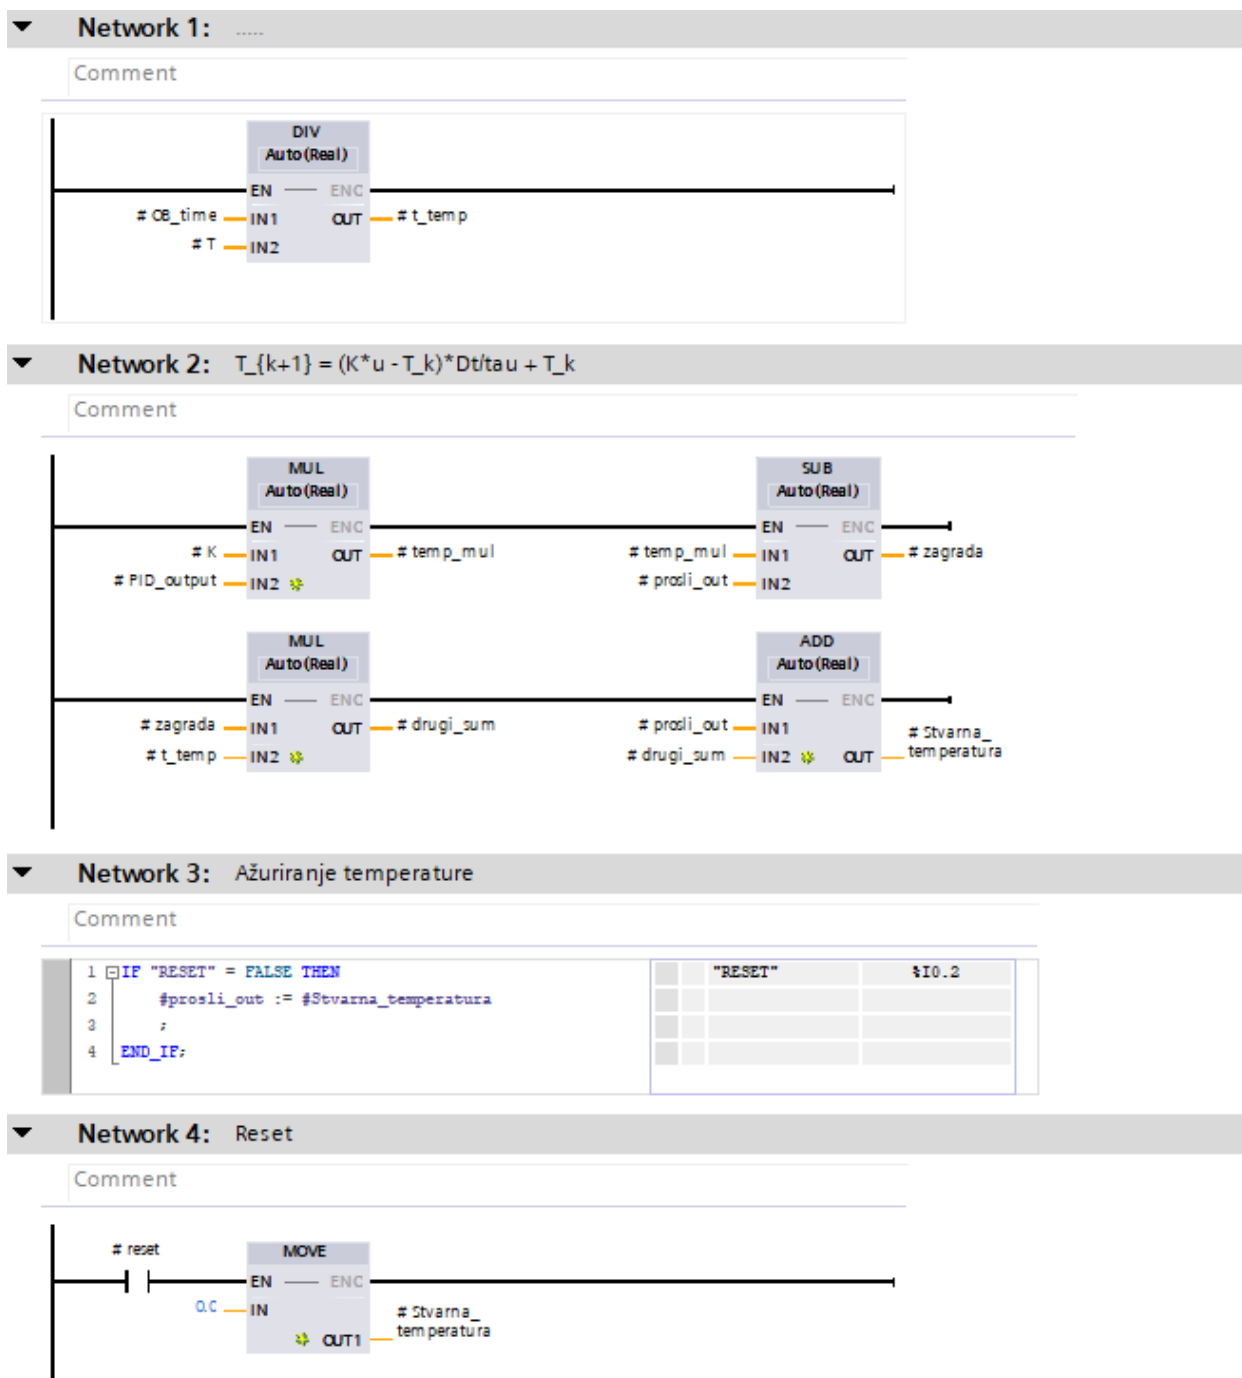 Network 1: .....
Comment
DIV
Auto (Real)
EN ENO
# OB_time IN1 OUT # t_temp
# T IN2
Network 2: T_{k+1} = (K*u - T_k)*Dt/tau + T_k
Comment
MUL SUB
Auto (Real) Auto (Real)
EN ENO EN ENO
# K IN1 OUT # temp_mul # temp_mul IN1 OUT # zagrada
# PID_output IN2 # prosli_out IN2
MUL ADD
Auto (Real) Auto (Real)
EN ENO EN ENO
# zagrada IN1 OUT # drugi_sum # prosli_out IN1 # Stvarna_
# t_temp IN2 # drugi_sum IN2 OUT temperatura
Network 3: Ažuriranje temperature
Comment
1 IF "RESET" = FALSE THEN "RESET" %I0.2
2 #prosli_out := #Stvarna_temperatura
3 ;
4 END_IF;
Network 4: Reset
Comment
# reset MOVE
EN ENO
0.0 IN # Stvarna_
OUT1 temperatura